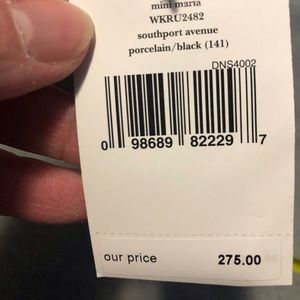 mini maria
WKRU2482
southport avenue
porcelain/black (141)
DNS4002
0 98689 82229 7
our price 275.00